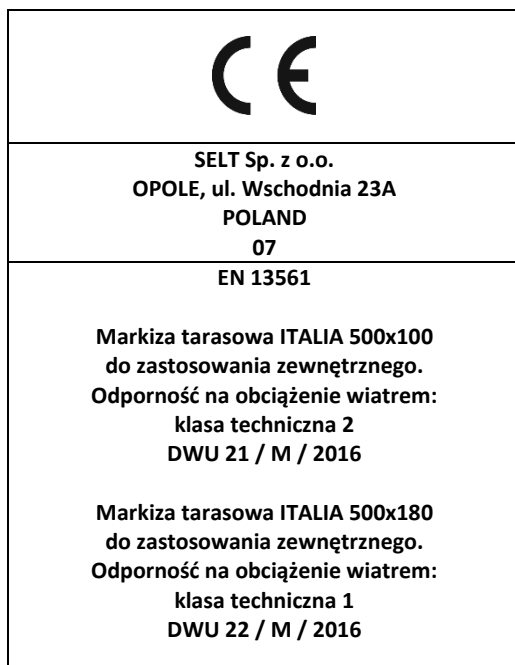 CE
SELT Sp. z o.o.
OPOLE, ul. Wschodnia 23A
POLAND
07
EN 13561
Markiza tarasowa ITALIA 500x100
do zastosowania zewnętrznego.
Odporność na obciążenie wiatrem:
klasa techniczna 2
DWU 21 / M / 2016
Markiza tarasowa ITALIA 500x180
do zastosowania zewnętrznego.
Odporność na obciążenie wiatrem:
klasa techniczna 1
DWU 22 / M / 2016